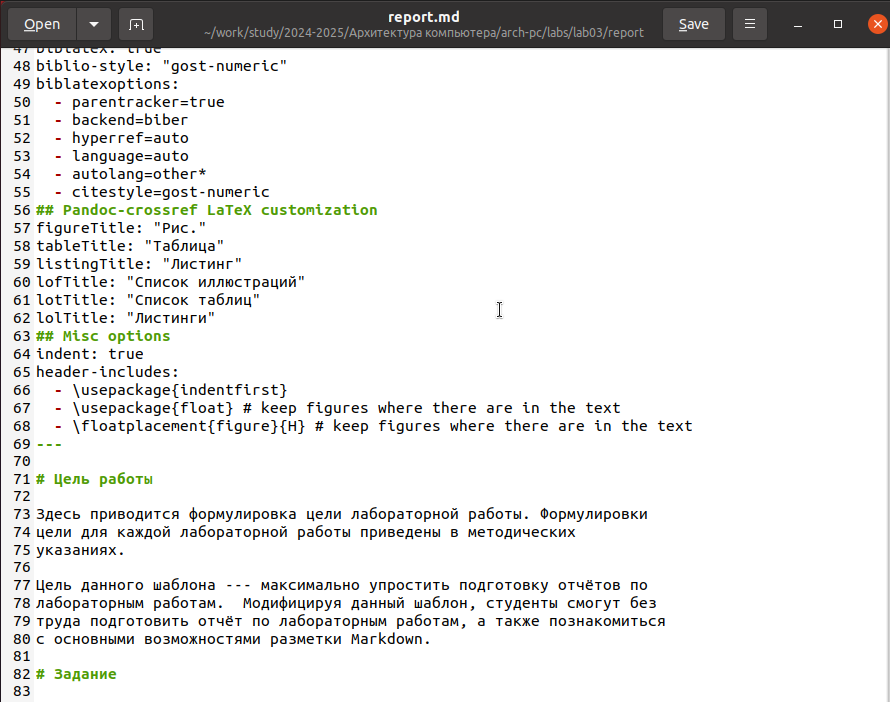 Open
report.md
~/work/study/2024-2025/Архитектура компьютера/arch-pc/labs/lab03/report
Save
47 biblatex: true
48 biblio-style: "gost-numeric"
49 biblatexoptions:
50   - parentracker=true
51   - backend=biber
52   - hyperref=auto
53   - language=auto
54   - autolang=other*
55   - citestyle=gost-numeric
56 ## Pandoc-crossref LaTeX customization
57 figureTitle: "Рис."
58 tableTitle: "Таблица"
59 listingTitle: "Листинг"
60 lofTitle: "Список иллюстраций"
61 lotTitle: "Список таблиц"
62 lolTitle: "Листинги"
63 ## Misc options
64 indent: true
65 header-includes:
66   - \usepackage{indentfirst}
67   - \usepackage{float} # keep figures where there are in the text
68   - \floatplacement{figure}{H} # keep figures where there are in the text
69 ---
70
71 # Цель работы
72
73 Здесь приводится формулировка цели лабораторной работы. Формулировки
74 цели для каждой лабораторной работы приведены в методических
75 указаниях.
76
77 Цель данного шаблона --- максимально упростить подготовку отчётов по
78 лабораторным работам.  Модифицируя данный шаблон, студенты смогут без
79 труда подготовить отчёт по лабораторным работам, а также познакомиться
80 с основными возможностями разметки Markdown.
81
82 # Задание
83